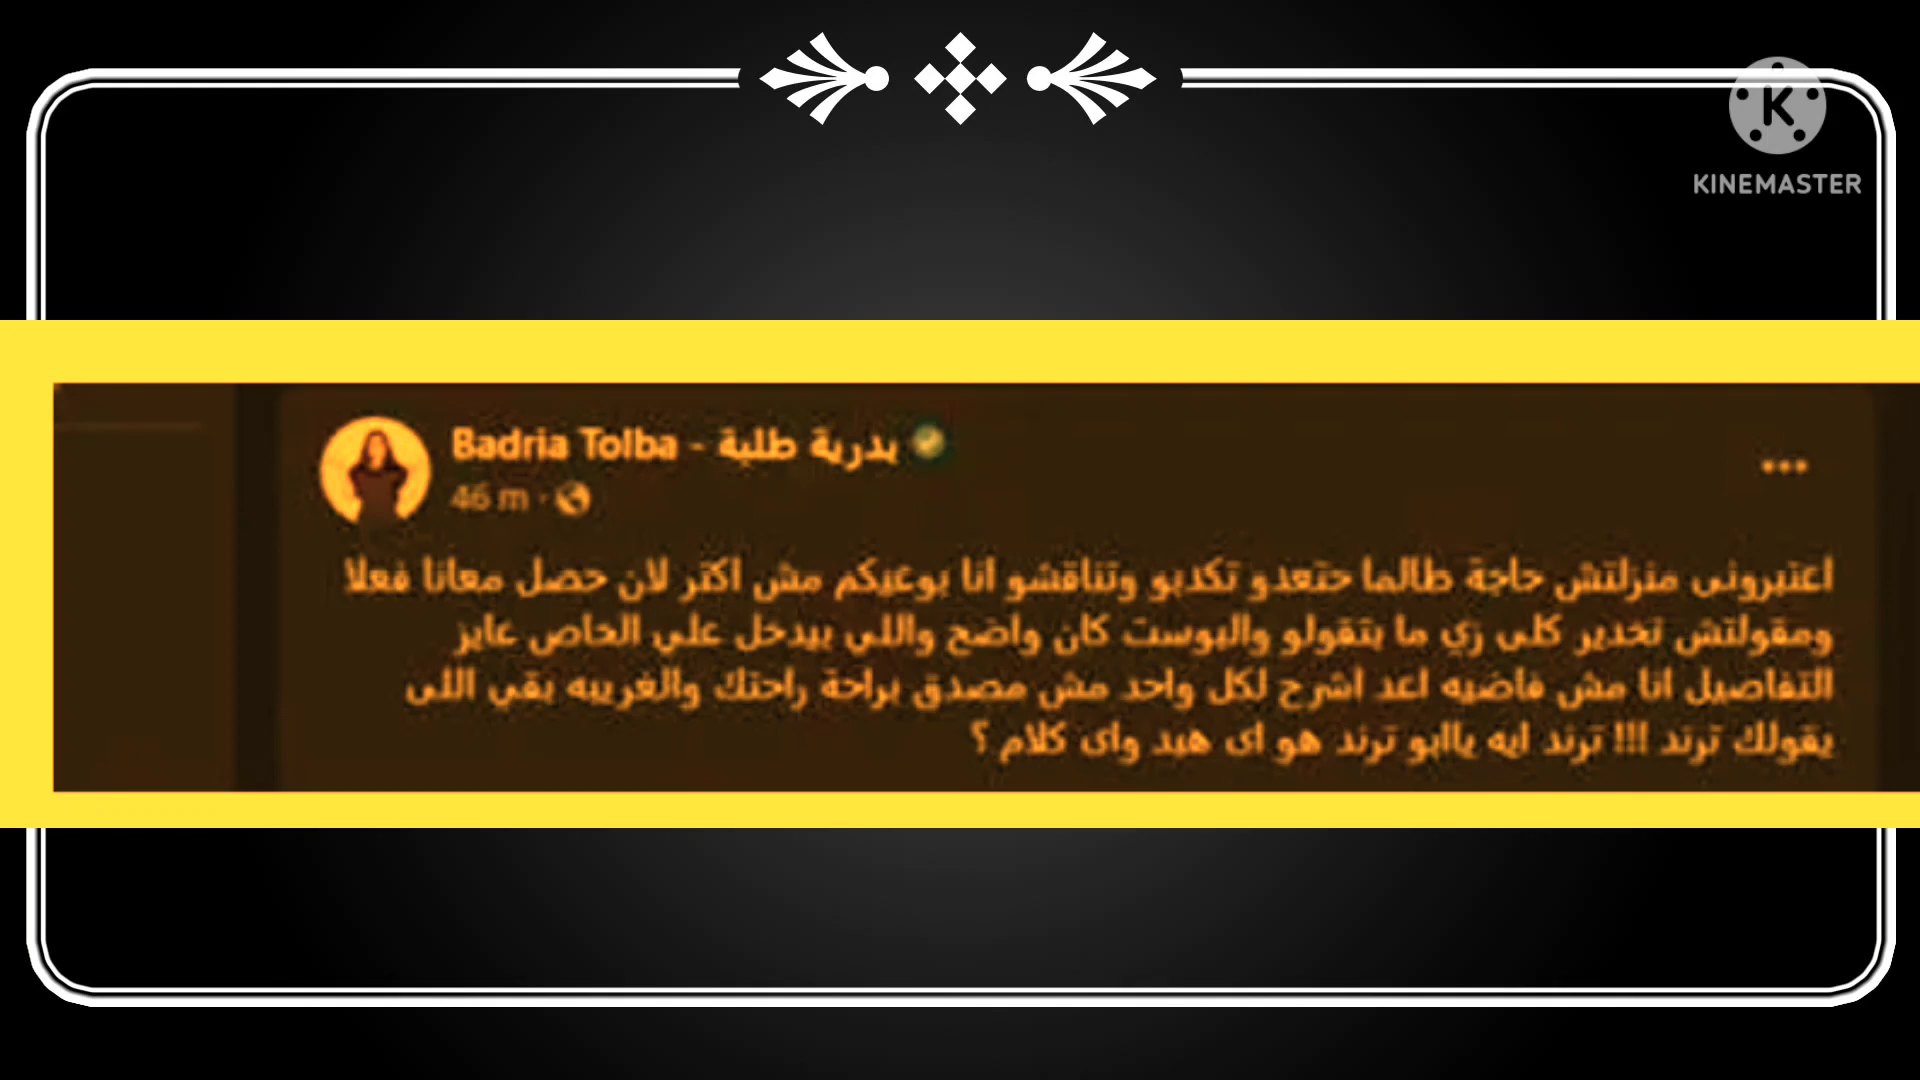 KINEMASTER
Badria Tolba - بدرية طلبة
46 m
اعتبرونى منزلتش حاجة طالما حتعدو تكدبو وتناقشو انا بوعيكم مش اكتر لان حصل معانا فعلا
ومقولتش تخدير كلى زي ما بتقولو والبوست كان واضح واللي بيدخل علي الخاص عايز
التفاصيل انا مش فاضيه اعد اشرح لكل واحد مش مصدق براحة راحتك والغريبه بقي اللى
يقولك ترند !!! ترند ايه ياابو ترند هو اى هبد واى كلام ؟